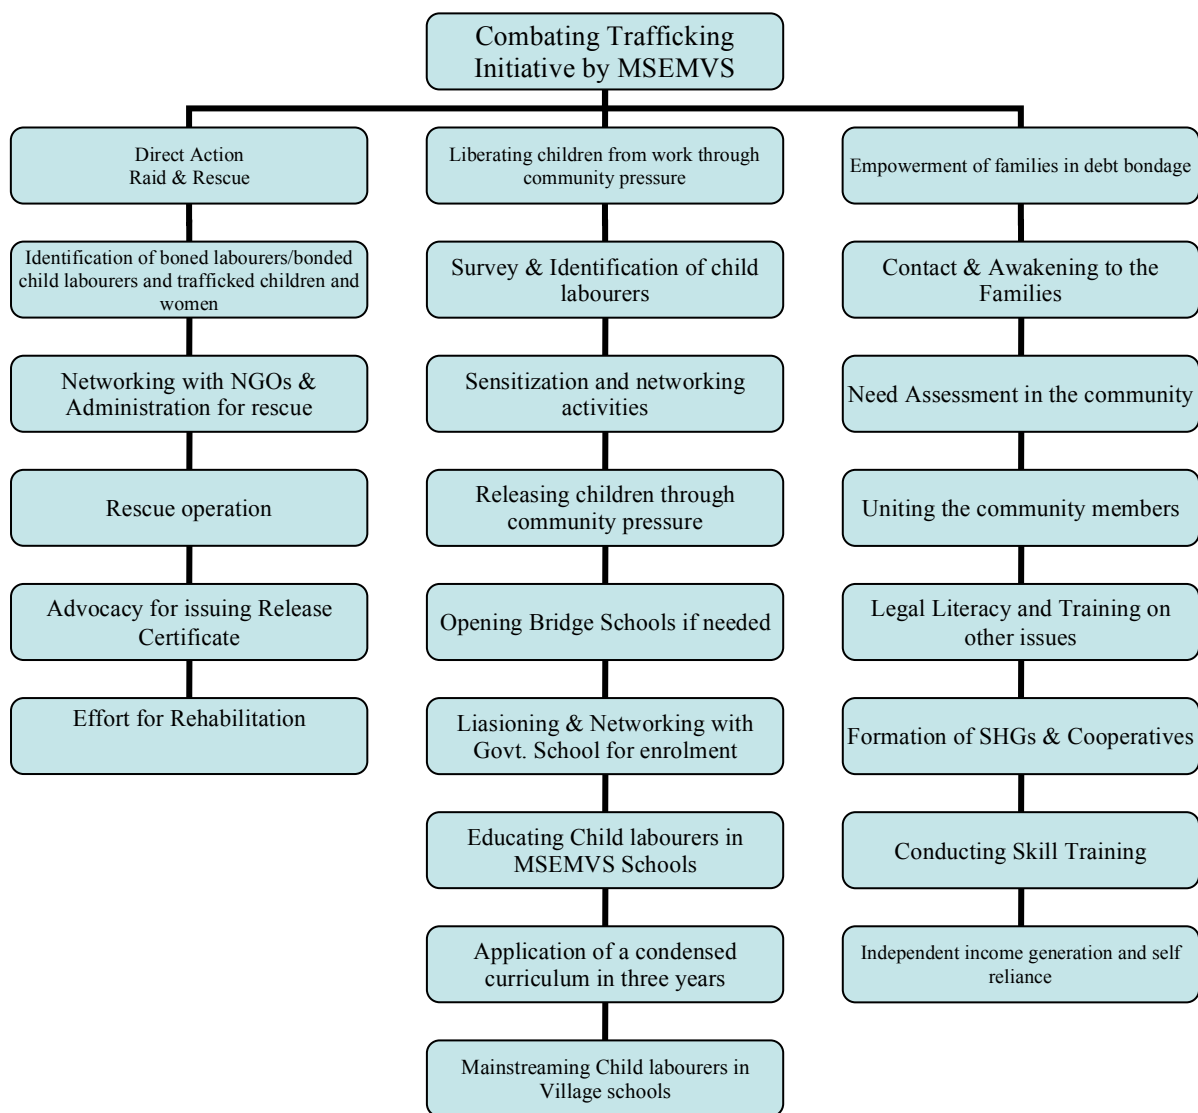 Combating Trafficking
Initiative by MSEMVS
Direct Action
Raid & Rescue
Identification of boned labourers/bonded
child labourers and trafficked children and
women
Networking with NGOs &
Administration for rescue
Rescue operation
Advocacy for issuing Release
Certificate
Effort for Rehabilitation
Liberating children from work through
community pressure
Survey & Identification of child
labourers
Sensitization and networking
activities
Releasing children through
community pressure
Opening Bridge Schools if needed
Liasioning & Networking with
Govt. School for enrolment
Educating Child labourers in
MSEMVS Schools
Application of a condensed
curriculum in three years
Mainstreaming Child labourers in
Village schools
Empowerment of families in debt bondage
Contact & Awakening to the
Families
Need Assessment in the community
Uniting the community members
Legal Literacy and Training on
other issues
Formation of SHGs & Cooperatives
Conducting Skill Training
Independent income generation and self
reliance